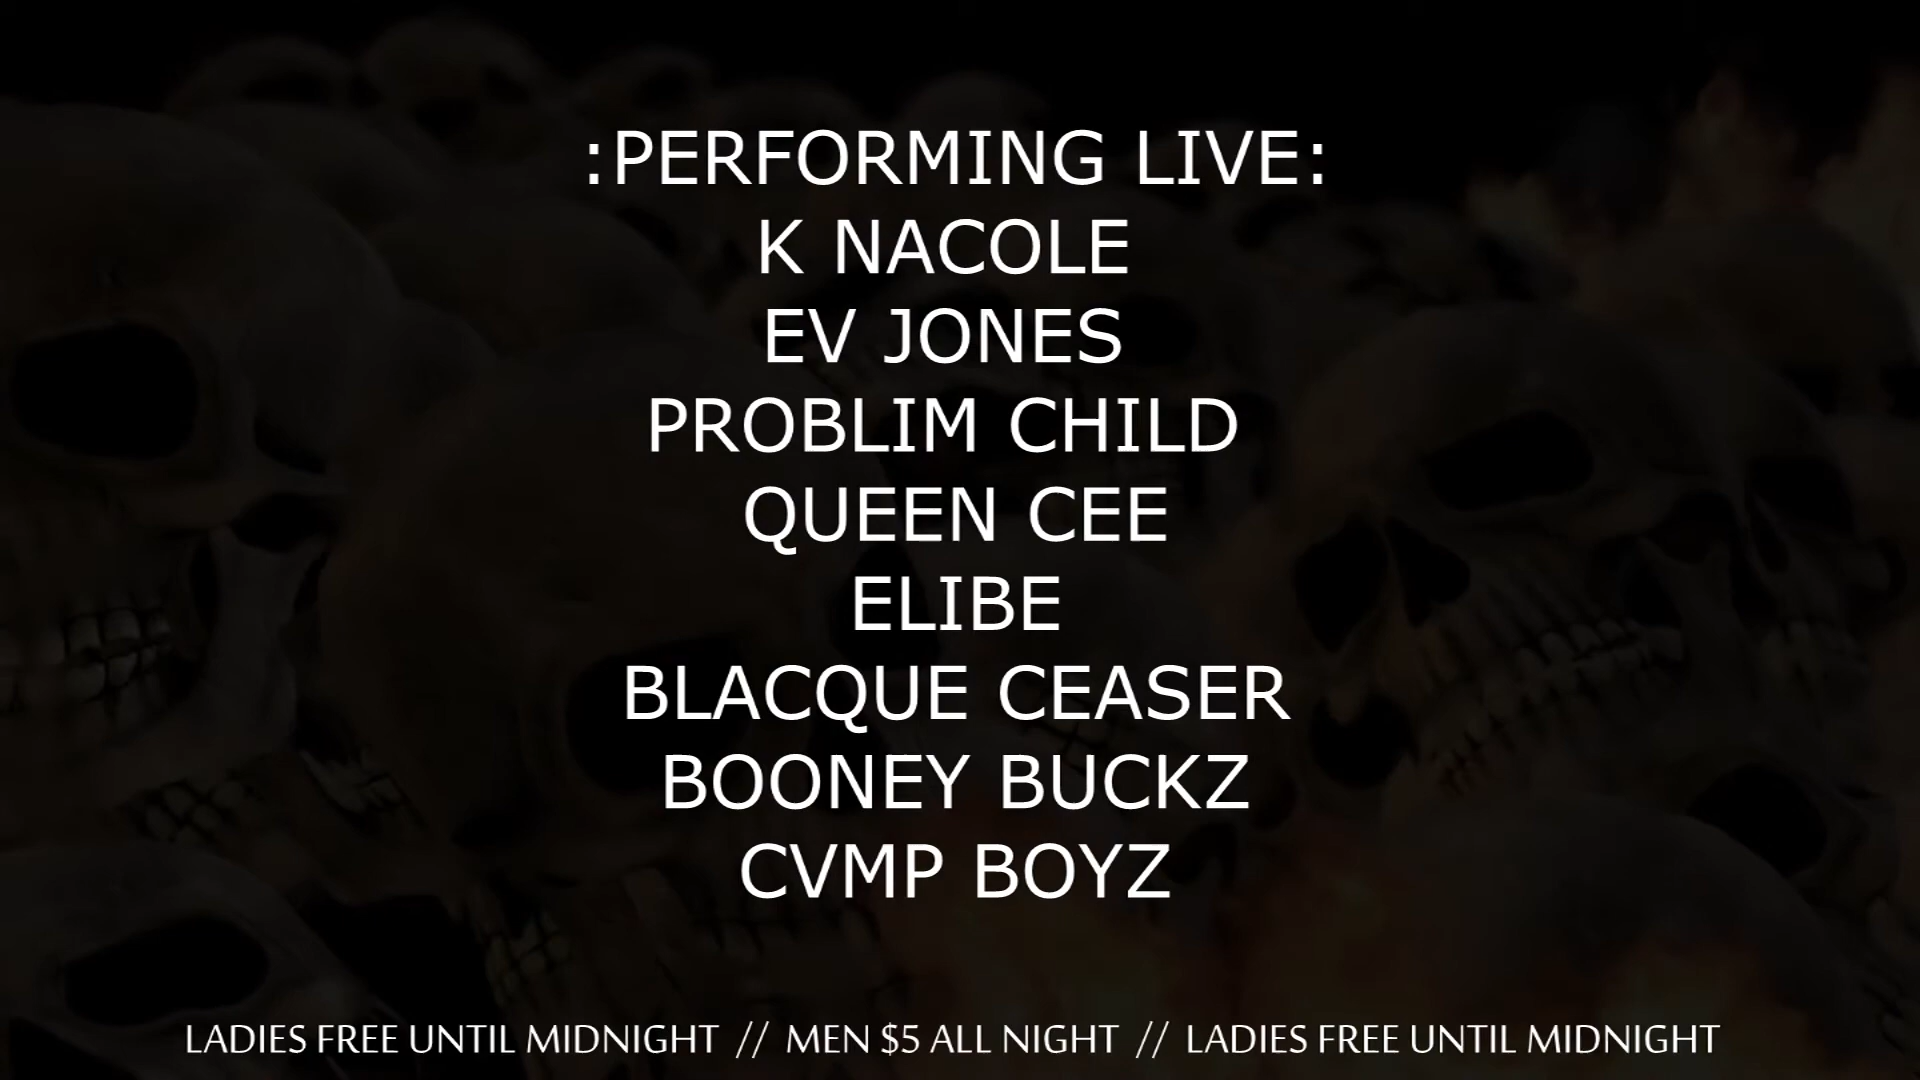 :PERFORMING LIVE:
K NACOLE
EV JONES
PROBLIM CHILD
QUEEN CEE
ELIBE
BLACQUE CEASER
BOONEY BUCKZ
CVMP BOYZ
LADIES FREE UNTIL MIDNIGHT // MEN $5 ALL NIGHT // LADIES FREE UNTIL MIDNIGHT